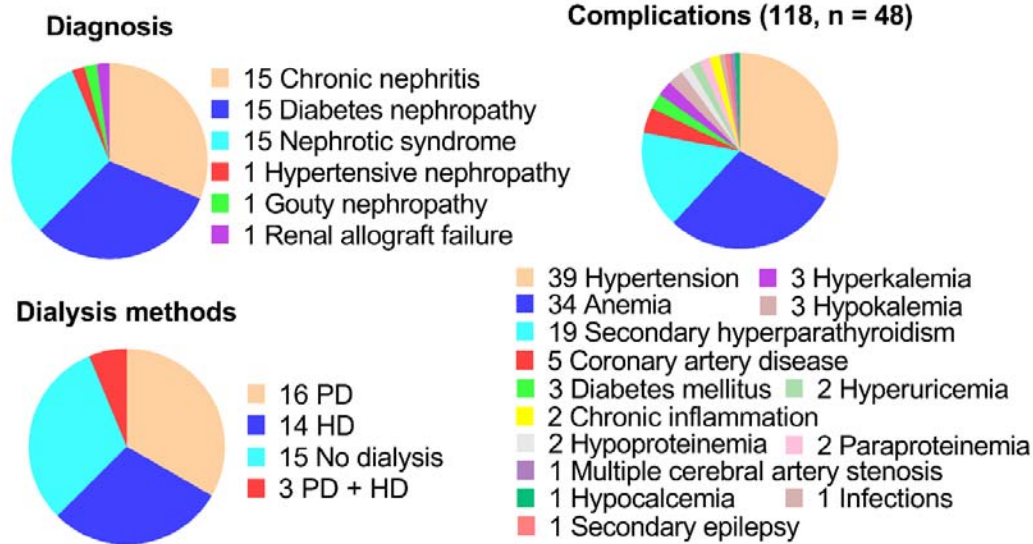 Diagnosis
15 Chronic nephritis
15 Diabetes nephropathy
15 Nephrotic syndrome
1 Hypertensive nephropathy
1 Gouty nephropathy
1 Renal allograft failure
Dialysis methods
16 PD
14 HD
15 No dialysis
3 PD + HD
Complications (118, n = 48)
39 Hypertension 3 Hyperkalemia
34 Anemia 3 Hypokalemia
19 Secondary hyperparathyroidism
5 Coronary artery disease
3 Diabetes mellitus 2 Hyperuricemia
2 Chronic inflammation
2 Hypoproteinemia 2 Paraproteinemia
1 Multiple cerebral artery stenosis
1 Hypocalcemia 1 Infections
1 Secondary epilepsy